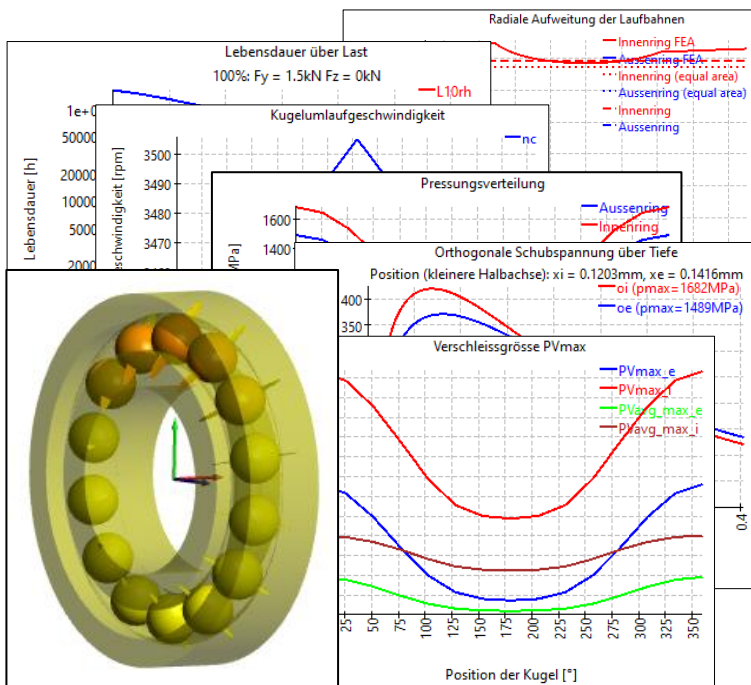 Radiale Aufweitung der Laufbahnen
Innenring FEA
Aussenring FEA
Innenring (equal area)
Aussenring (equal area)
Innenring
Aussenring
Lebensdauer über Last
100%: Fy = 1.5kN Fz = 0kN
L10rh
Lebensdauer [h]
50000
20000
10000
5000
2000
Kugelumlaufgeschwindigkeit
nc
3500
3490
3480
3470
Pressungsverteilung
Aussenring
Innenring
1600
1400
Orthogonale Schubspannung über Tiefe
Position (kleinere Halbachse): xi = 0.1203mm, xe = 0.1416mm
oi (pmax=1682MPa)
oe (pmax=1489MPa)
400
350
0.4
Verschleissgrösse PVmax
PVmax_e
PVmax_i
PVavg_max_e
PVavg_max_i
25
50
75
100
125
150
175
200
225
250
275
300
325
350
Position der Kugel [°]